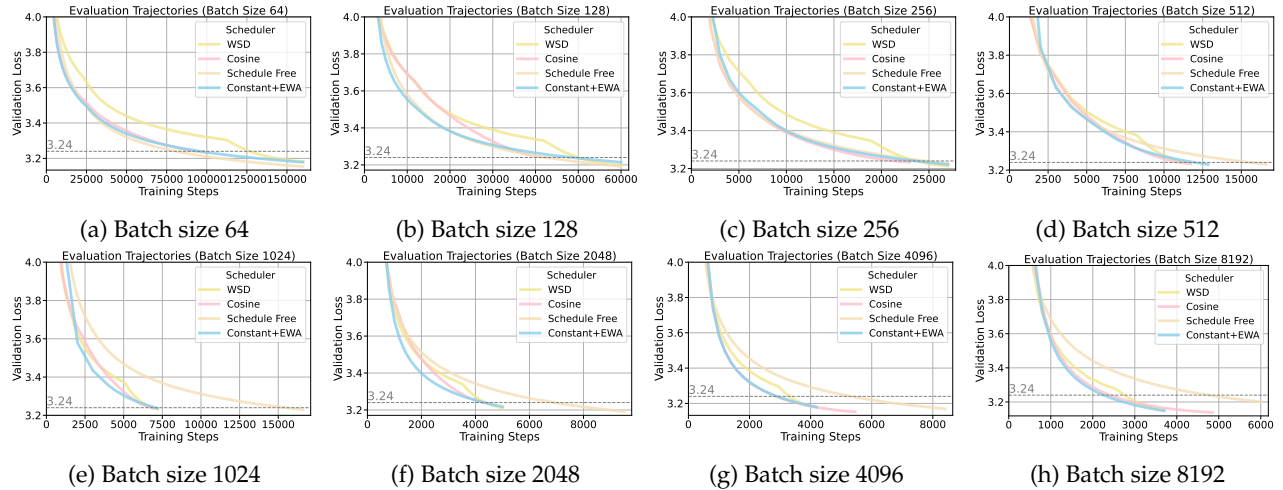 Evaluation Trajectories (Batch Size 64)
Validation Loss
4.0
3.8
3.6
3.4
3.2
3.24
Scheduler
WSD
Cosine
Schedule Free
Constant+EWA
0 25000 50000 75000 100000 125000 150000
Training Steps
(a) Batch size 64
Evaluation Trajectories (Batch Size 128)
Validation Loss
4.0
3.8
3.6
3.4
3.2
3.24
Scheduler
WSD
Cosine
Schedule Free
Constant+EWA
0 10000 20000 30000 40000 50000 60000
Training Steps
(b) Batch size 128
Evaluation Trajectories (Batch Size 256)
Validation Loss
4.0
3.8
3.6
3.4
3.2
3.24
Scheduler
WSD
Cosine
Schedule Free
Constant+EWA
0 5000 10000 15000 20000 25000
Training Steps
(c) Batch size 256
Evaluation Trajectories (Batch Size 512)
Validation Loss
4.0
3.8
3.6
3.4
3.2
3.24
Scheduler
WSD
Cosine
Schedule Free
Constant+EWA
0 2500 5000 7500 10000 12500 15000
Training Steps
(d) Batch size 512
Evaluation Trajectories (Batch Size 1024)
Validation Loss
4.0
3.8
3.6
3.4
3.2
3.24
Scheduler
WSD
Cosine
Schedule Free
Constant+EWA
0 2500 5000 7500 10000 12500 15000
Training Steps
(e) Batch size 1024
Evaluation Trajectories (Batch Size 2048)
Validation Loss
4.0
3.8
3.6
3.4
3.2
3.24
Scheduler
WSD
Cosine
Schedule Free
Constant+EWA
0 2000 4000 6000 8000
Training Steps
(f) Batch size 2048
Evaluation Trajectories (Batch Size 4096)
Validation Loss
4.0
3.8
3.6
3.4
3.2
3.24
Scheduler
WSD
Cosine
Schedule Free
Constant+EWA
0 2000 4000 6000 8000
Training Steps
(g) Batch size 4096
Evaluation Trajectories (Batch Size 8192)
Validation Loss
4.0
3.8
3.6
3.4
3.2
3.24
Scheduler
WSD
Cosine
Schedule Free
Constant+EWA
0 1000 2000 3000 4000 5000 6000
Training Steps
(h) Batch size 8192